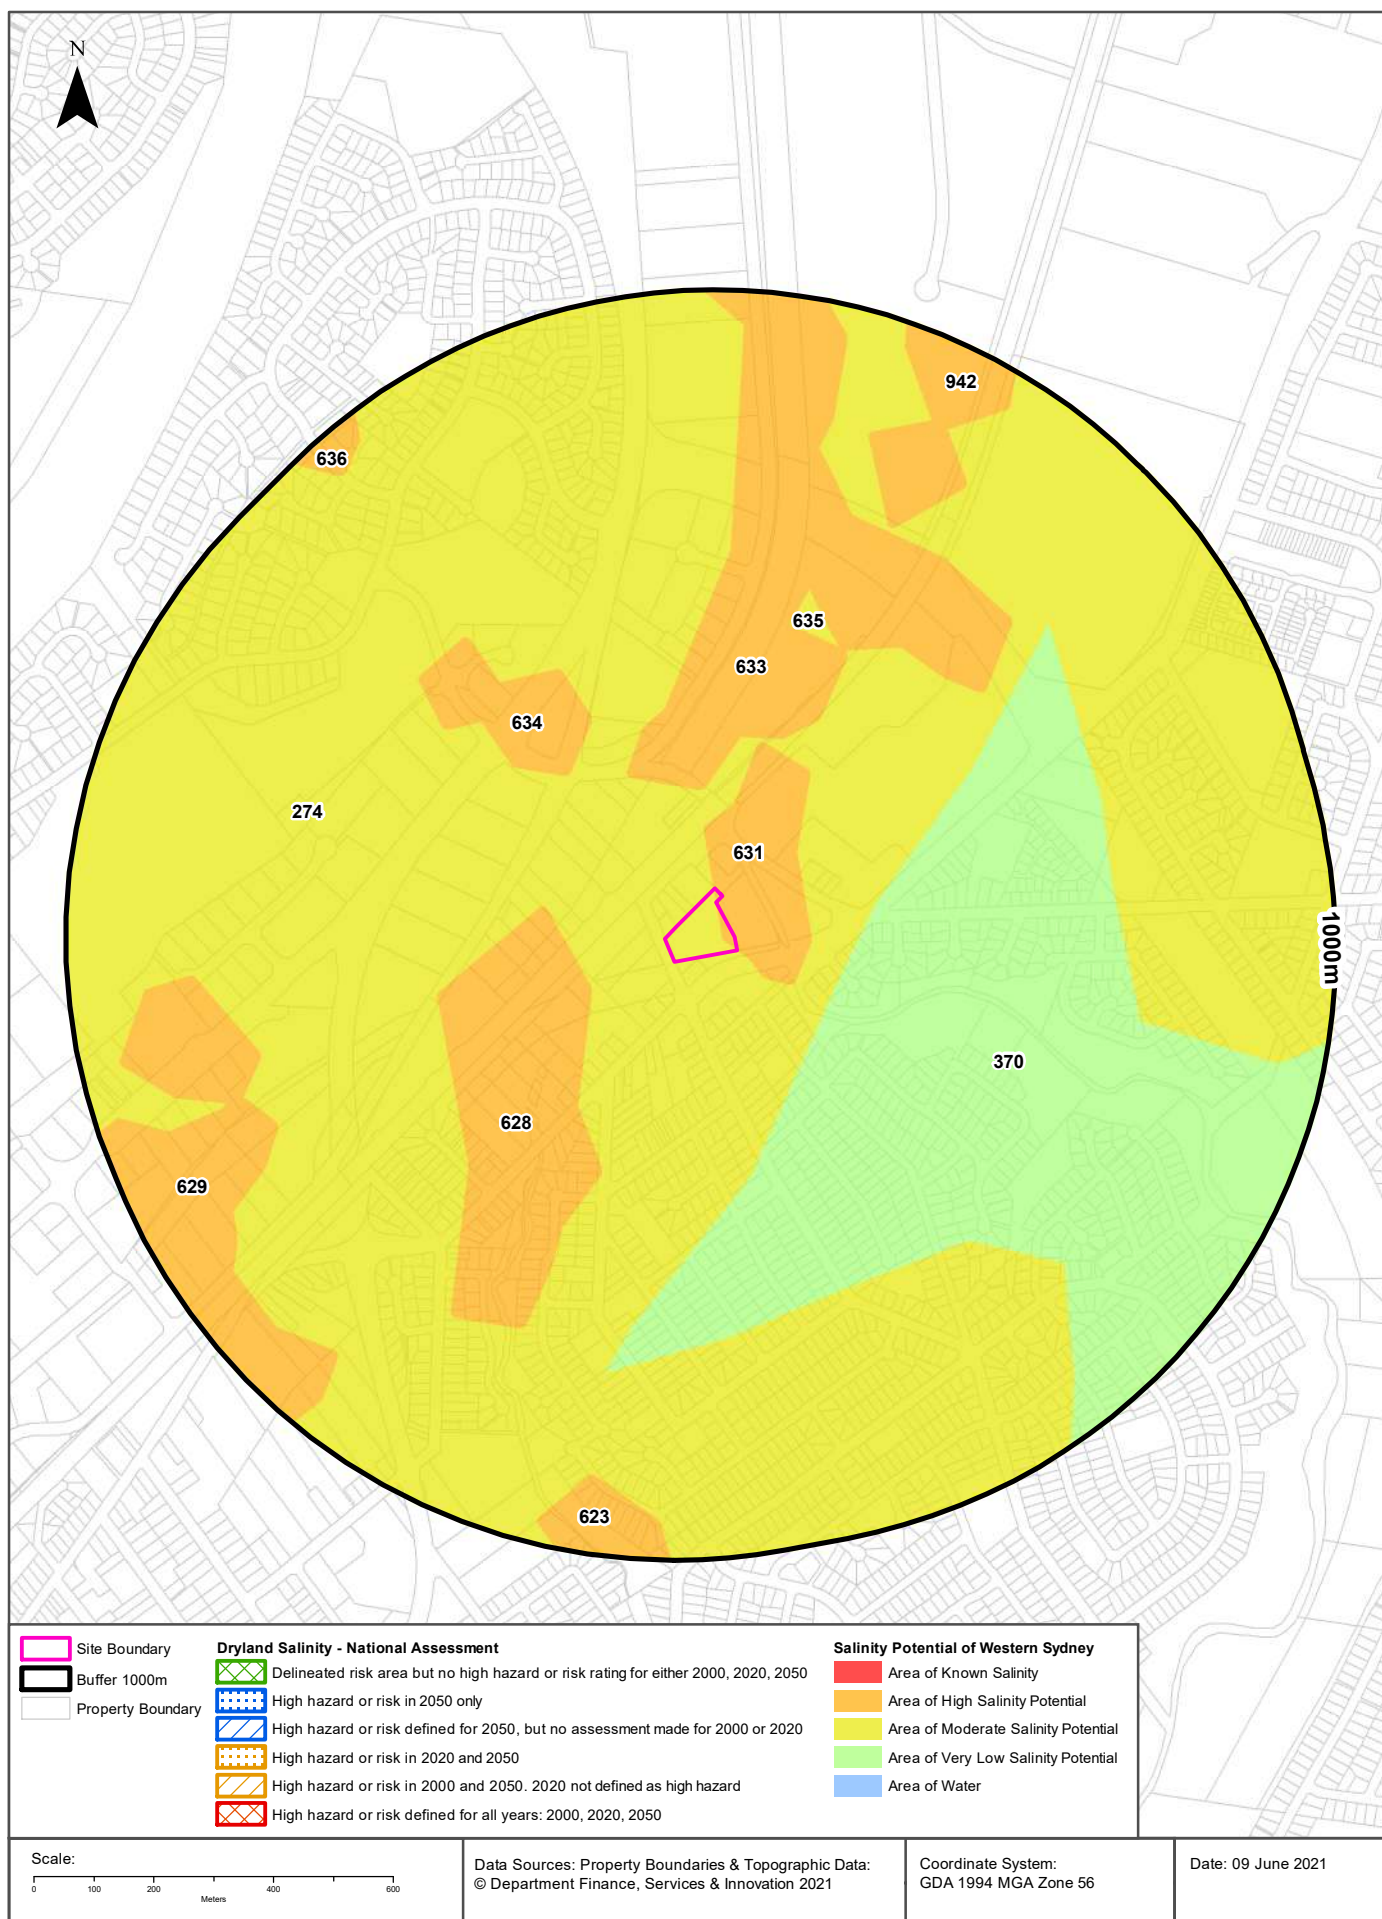 N
942
636
635
633
634
274
631
1000m
370
628
629
623
Site Boundary
Buffer 1000m
Property Boundary
Dryland Salinity - National Assessment
Delineated risk area but no high hazard or risk rating for either 2000, 2020, 2050
High hazard or risk in 2050 only
High hazard or risk defined for 2050, but no assessment made for 2000 or 2020
High hazard or risk in 2020 and 2050
High hazard or risk in 2000 and 2050. 2020 not defined as high hazard
High hazard or risk defined for all years: 2000, 2020, 2050
Salinity Potential of Western Sydney
Area of Known Salinity
Area of High Salinity Potential
Area of Moderate Salinity Potential
Area of Very Low Salinity Potential
Area of Water
Scale:
0 100 200 400 600
Meters
Data Sources: Property Boundaries & Topographic Data:
© Department Finance, Services & Innovation 2021
Coordinate System:
GDA 1994 MGA Zone 56
Date: 09 June 2021